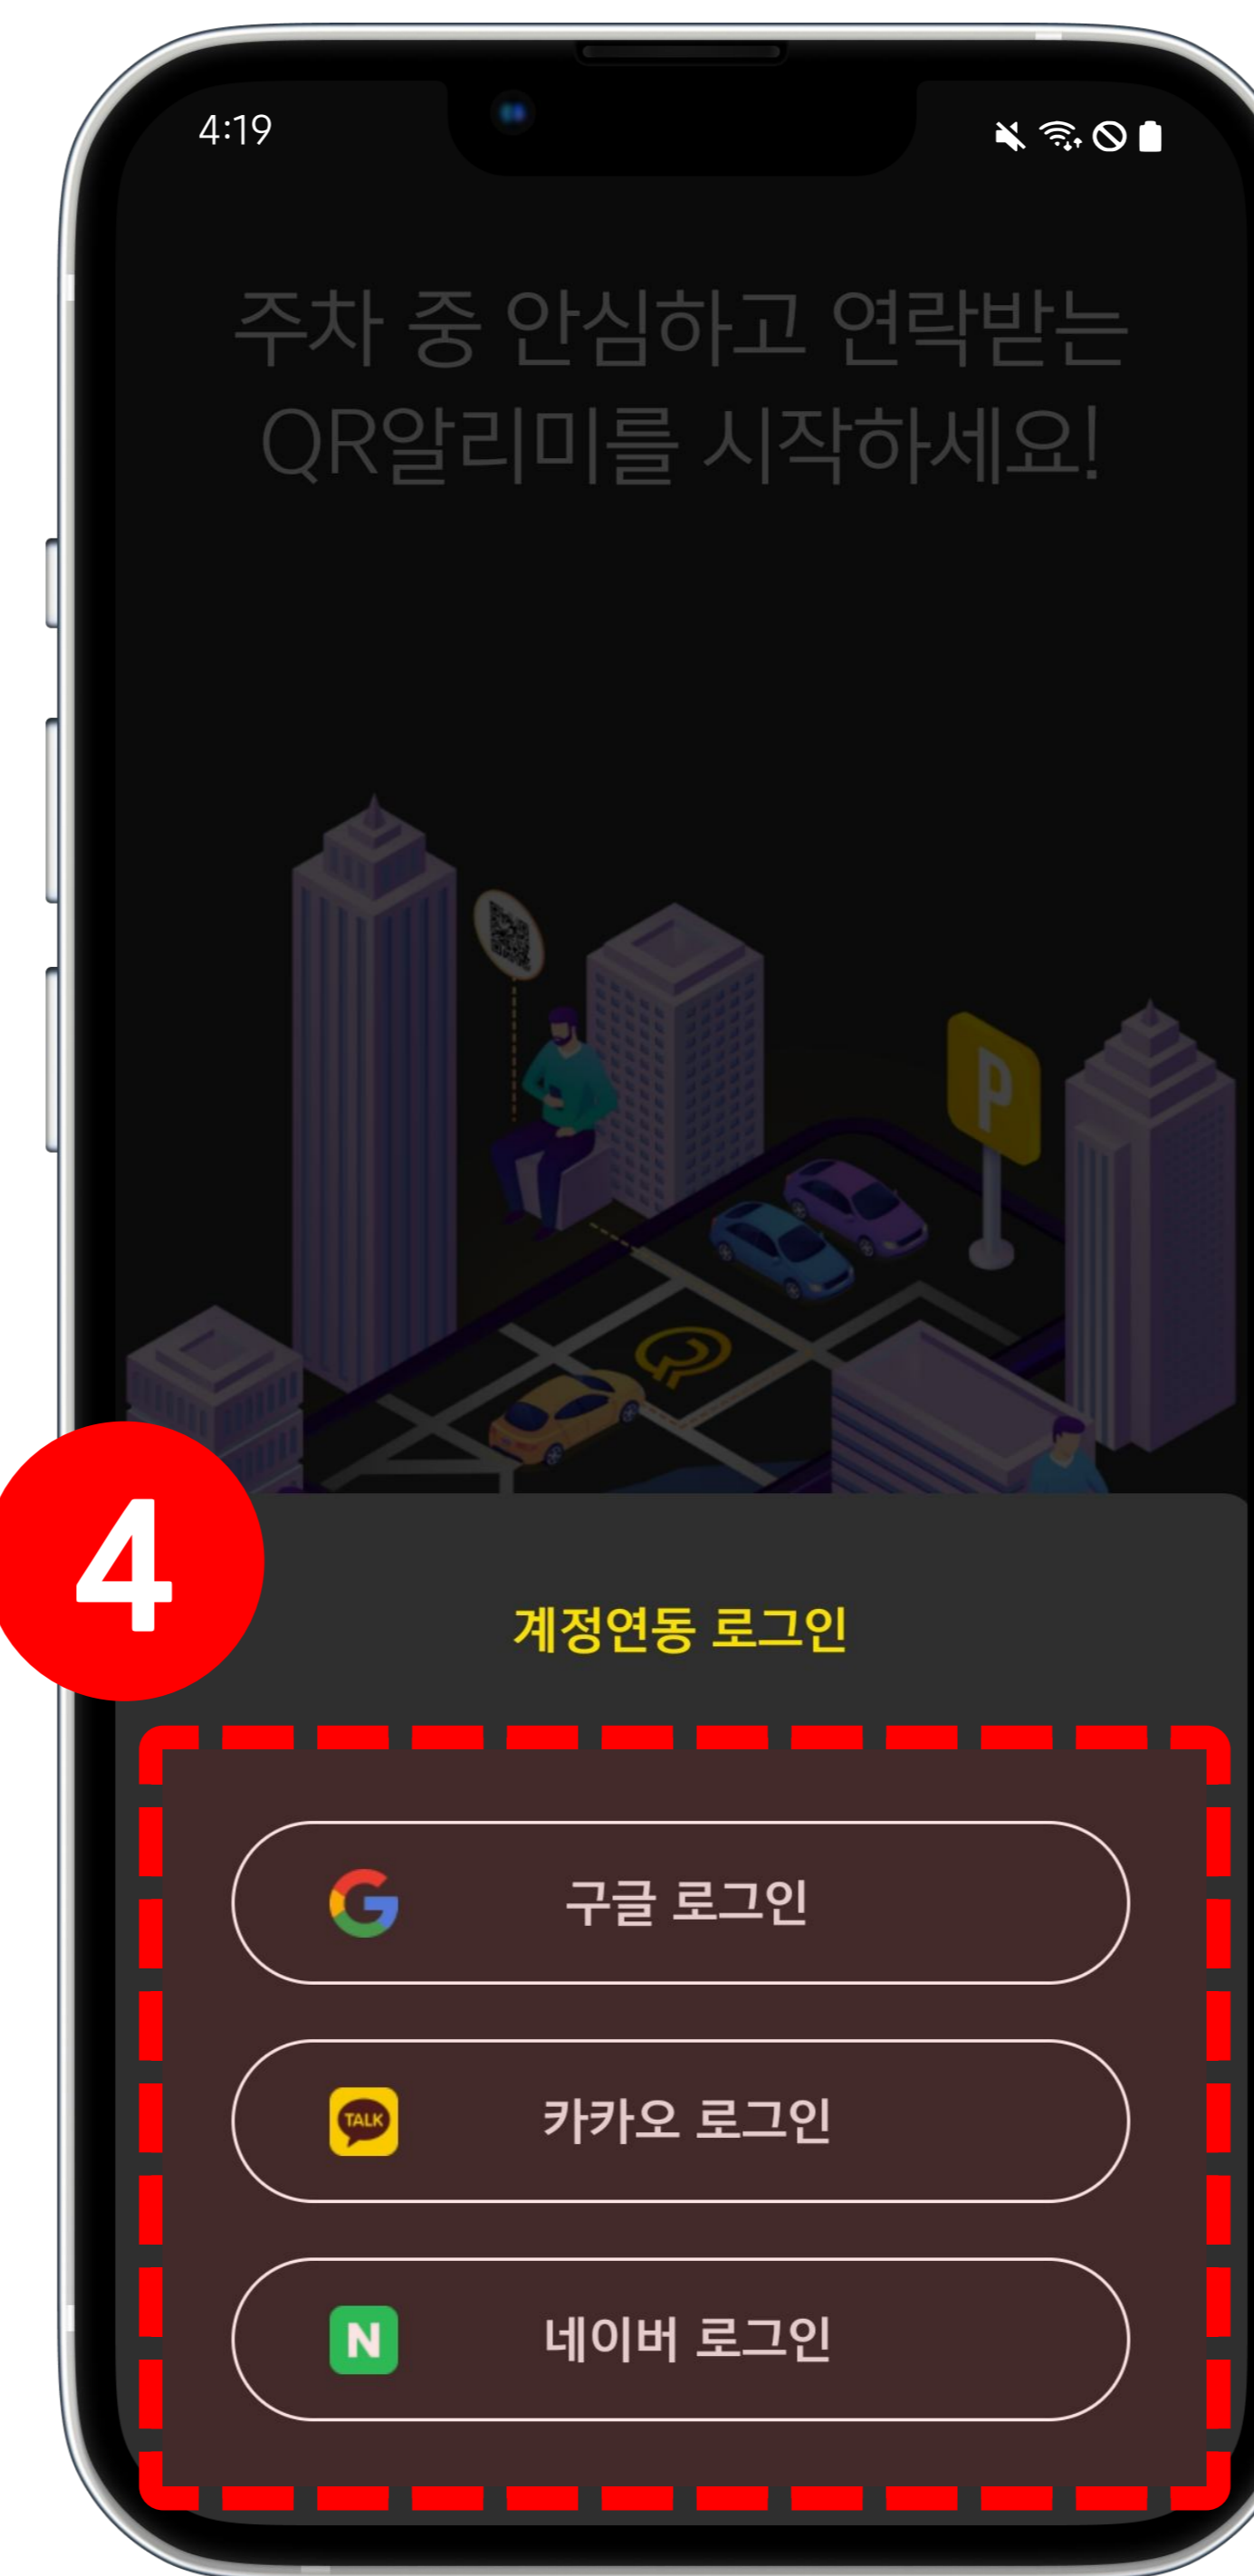 4:19
주차 중 안심하고 연락받는
QR알리미를 시작하세요!
P
4
계정연동 로그인
G 구글 로그인
TALK 카카오 로그인
N 네이버 로그인